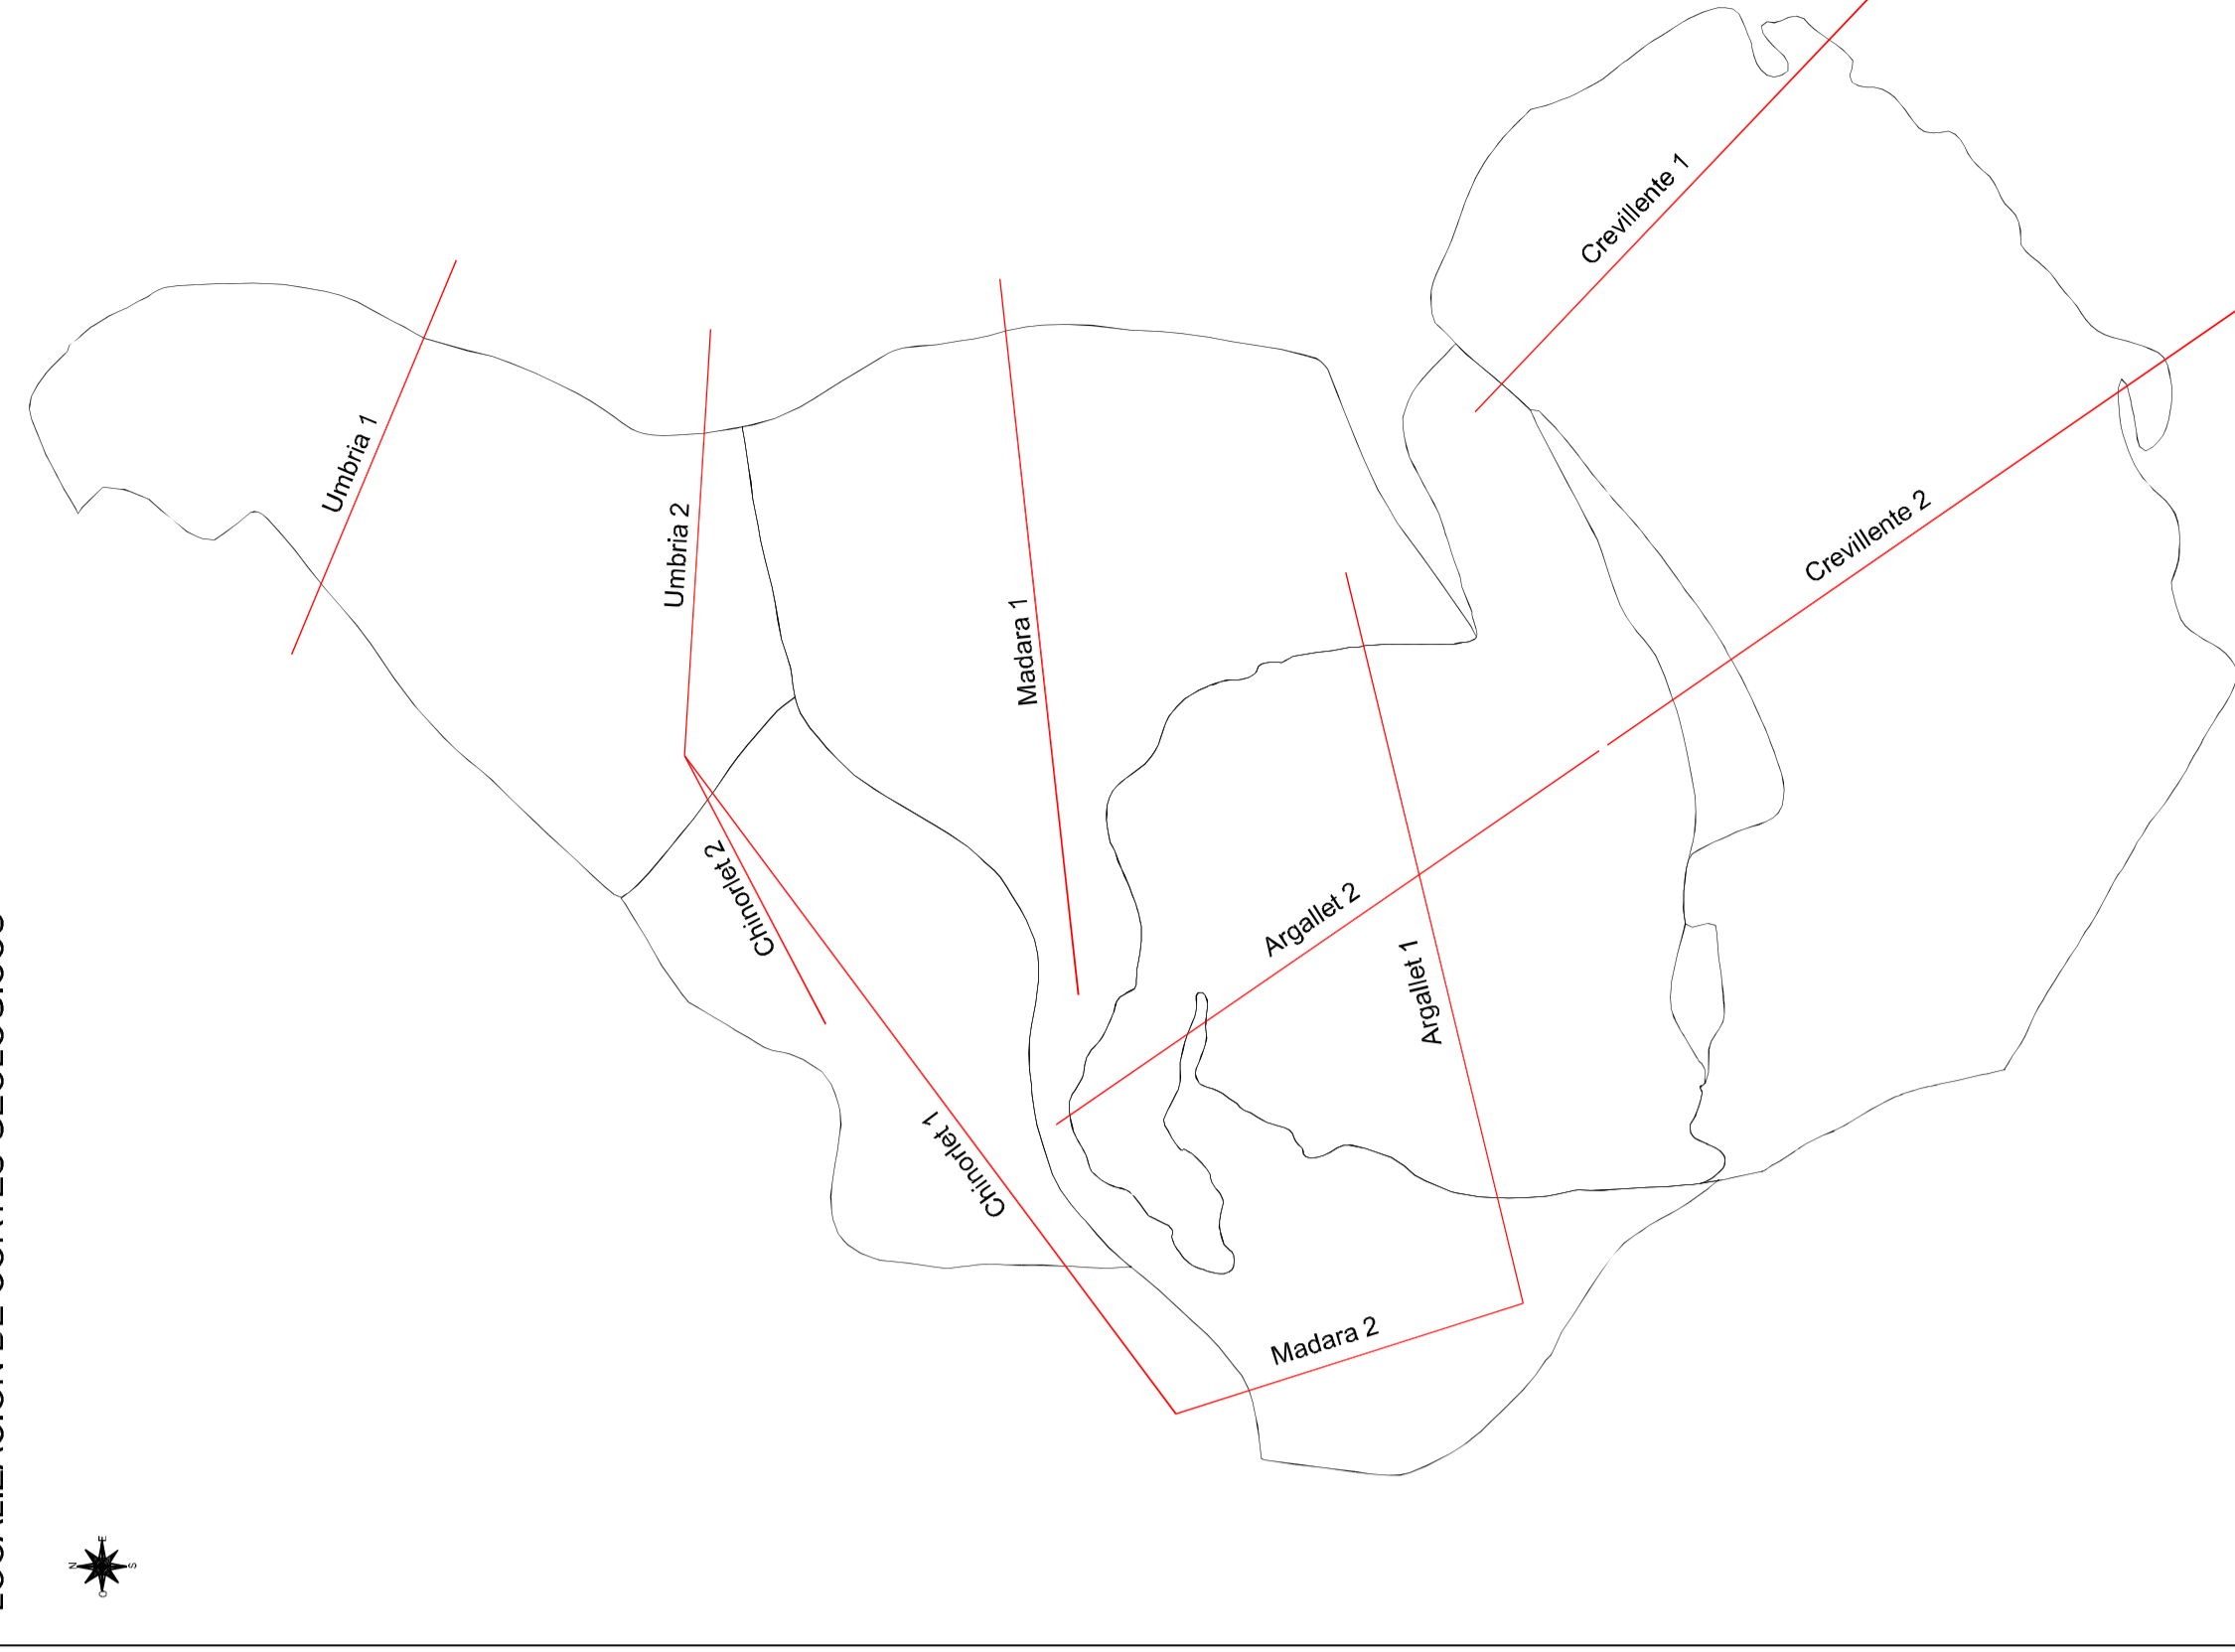 Umbria 1
Umbria 2
Madara 1
Crevillente 1
Crevillente 2
Chinorlet 2
Argallet 2
Argallet 1
Chinorlet 1
Madara 2
N
E
S
O